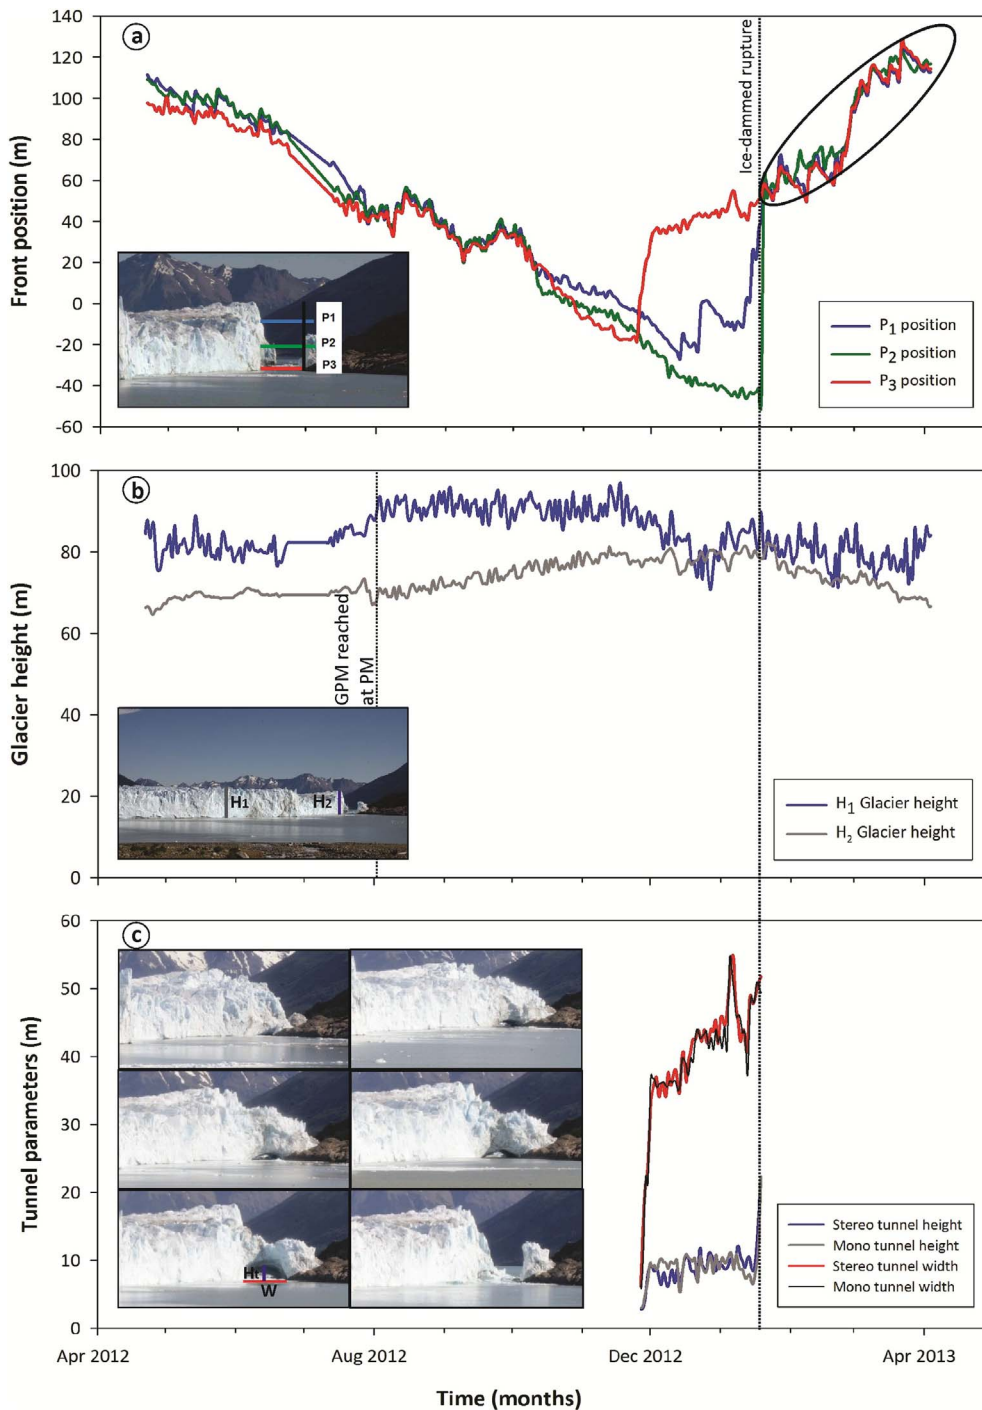 140
120
100
80
60
40
20
0
-20
-40
-60
Front position (m)
a
Ice-dammed rupture
P1
P2
P3
P1 position
P2 position
P3 position
100
80
60
40
20
0
Glacier height (m)
b
GPM reached
at PM
H1
H2
H1 Glacier height
H2 Glacier height
60
50
40
30
20
10
0
Tunnel parameters (m)
c
Ht
W
Stereo tunnel height
Mono tunnel height
Stereo tunnel width
Mono tunnel width
Apr 2012
Aug 2012
Dec 2012
Apr 2013
Time (months)